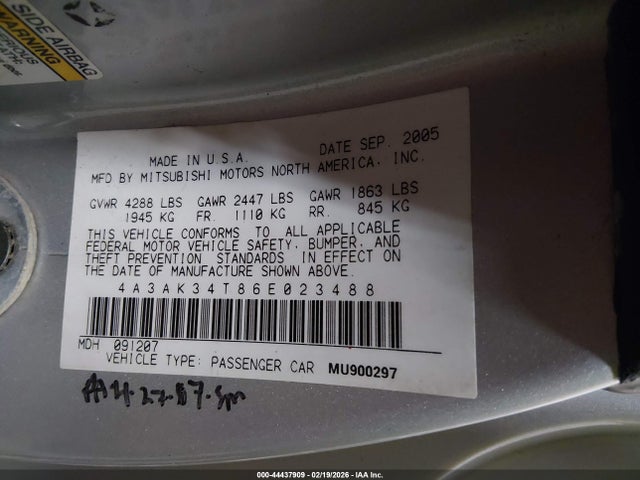 SIDE AIRBAG
WARNING
MADE IN U.S.A. DATE SEP. 2005
MFD BY MITSUBISHI MOTORS NORTH AMERICA, INC.
GVWR 4288 LBS GAWR 2447 LBS GAWR 1863 LBS
1945 KG FR. 1110 KG RR. 845 KG
THIS VEHICLE CONFORMS TO ALL APPLICABLE
FEDERAL MOTOR VEHICLE SAFETY, BUMPER, AND
THEFT PREVENTION STANDARDS IN EFFECT ON
THE DATE OF MANUFACTURE SHOWN ABOVE.
4A3AK34T86E023488
MDH 091207
VEHICLE TYPE: PASSENGER CAR MU900297
000-44437909 - 02/19/2026 - IAA Inc.